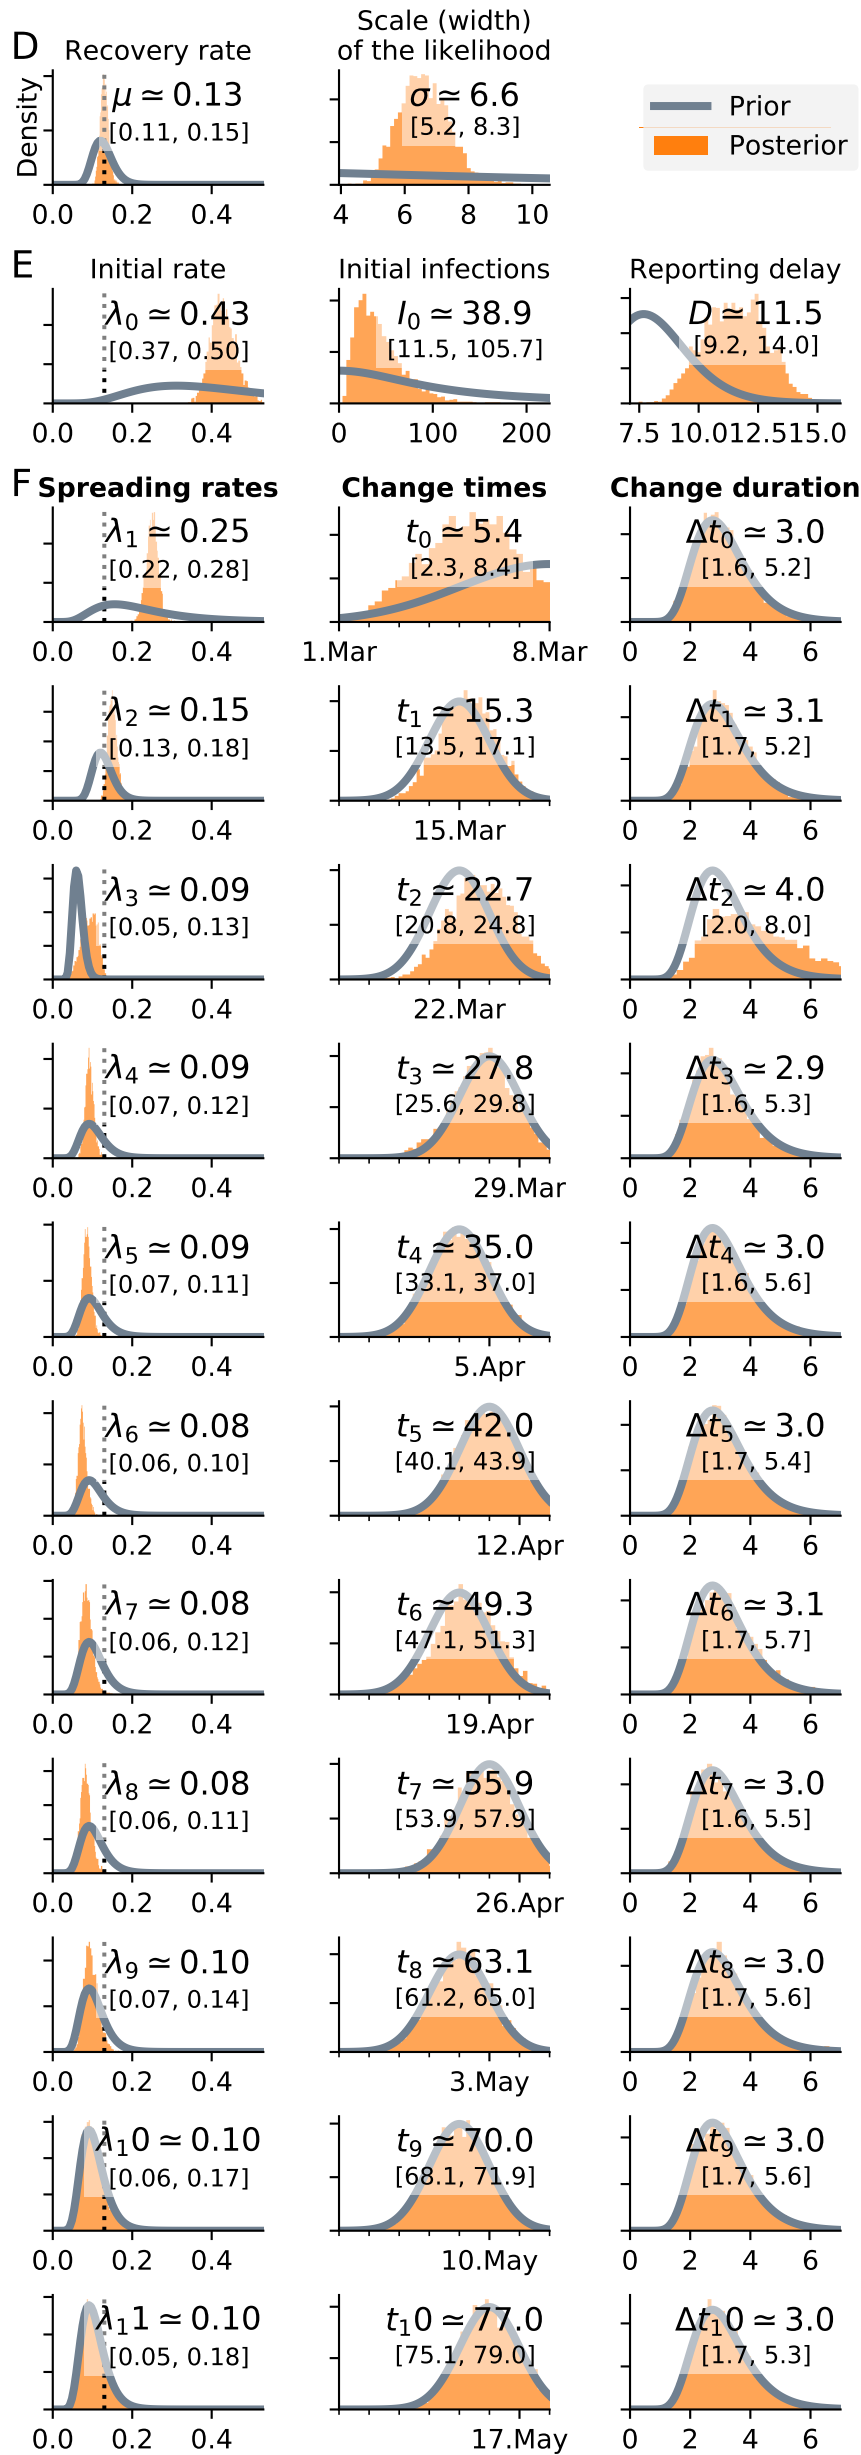 D
Recovery rate
Scale (width)
of the likelihood
Density
μ ≃ 0.13
[0.11, 0.15]
0.0 0.2 0.4
σ ≃ 6.6
[5.2, 8.3]
4 6 8 10
Prior
Posterior
E
Initial rate
λ0 ≃ 0.43
[0.37, 0.50]
0.0 0.2 0.4
Initial infections
I0 ≃ 38.9
[11.5, 105.7]
0 100 200
Reporting delay
D ≃ 11.5
[9.2, 14.0]
7.5 10.0 12.5 15.0
F
Spreading rates
Change times
Change duration
λ1 ≃ 0.25
[0.22, 0.28]
0.0 0.2 0.4
t0 ≃ 5.4
[2.3, 8.4]
1.Mar 8.Mar
Δt0 ≃ 3.0
[1.6, 5.2]
0 2 4 6
λ2 ≃ 0.15
[0.13, 0.18]
0.0 0.2 0.4
t1 ≃ 15.3
[13.5, 17.1]
15.Mar
Δt1 ≃ 3.1
[1.7, 5.2]
0 2 4 6
λ3 ≃ 0.09
[0.05, 0.13]
0.0 0.2 0.4
t2 ≃ 22.7
[20.8, 24.8]
22.Mar
Δt2 ≃ 4.0
[2.0, 8.0]
0 2 4 6
λ4 ≃ 0.09
[0.07, 0.12]
0.0 0.2 0.4
t3 ≃ 27.8
[25.6, 29.8]
29.Mar
Δt3 ≃ 2.9
[1.6, 5.3]
0 2 4 6
λ5 ≃ 0.09
[0.07, 0.11]
0.0 0.2 0.4
t4 ≃ 35.0
[33.1, 37.0]
5.Apr
Δt4 ≃ 3.0
[1.6, 5.6]
0 2 4 6
λ6 ≃ 0.08
[0.06, 0.10]
0.0 0.2 0.4
t5 ≃ 42.0
[40.1, 43.9]
12.Apr
Δt5 ≃ 3.0
[1.7, 5.4]
0 2 4 6
λ7 ≃ 0.08
[0.06, 0.12]
0.0 0.2 0.4
t6 ≃ 49.3
[47.1, 51.3]
19.Apr
Δt6 ≃ 3.1
[1.7, 5.7]
0 2 4 6
λ8 ≃ 0.08
[0.06, 0.11]
0.0 0.2 0.4
t7 ≃ 55.9
[53.9, 57.9]
26.Apr
Δt7 ≃ 3.0
[1.6, 5.5]
0 2 4 6
λ9 ≃ 0.10
[0.07, 0.14]
0.0 0.2 0.4
t8 ≃ 63.1
[61.2, 65.0]
3.May
Δt8 ≃ 3.0
[1.7, 5.6]
0 2 4 6
λ10 ≃ 0.10
[0.06, 0.17]
0.0 0.2 0.4
t9 ≃ 70.0
[68.1, 71.9]
10.May
Δt9 ≃ 3.0
[1.7, 5.6]
0 2 4 6
λ11 ≃ 0.10
[0.05, 0.18]
0.0 0.2 0.4
t10 ≃ 77.0
[75.1, 79.0]
17.May
Δt10 ≃ 3.0
[1.7, 5.3]
0 2 4 6